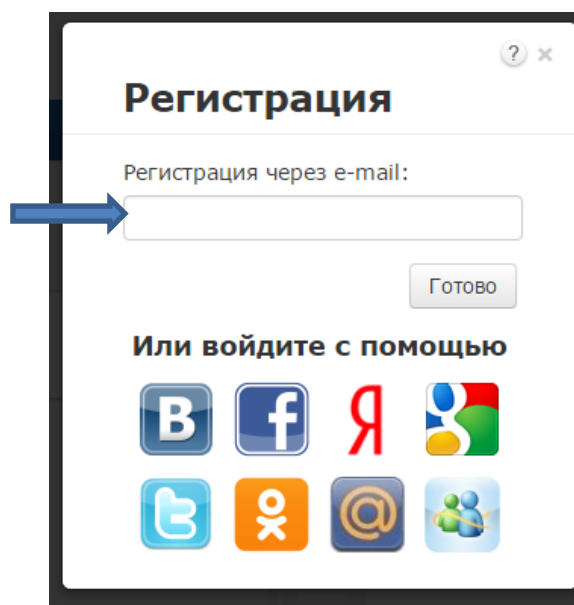 ?
Регистрация
Регистрация через e-mail:
Готово
Или войдите с помощью
В f Я g
t @